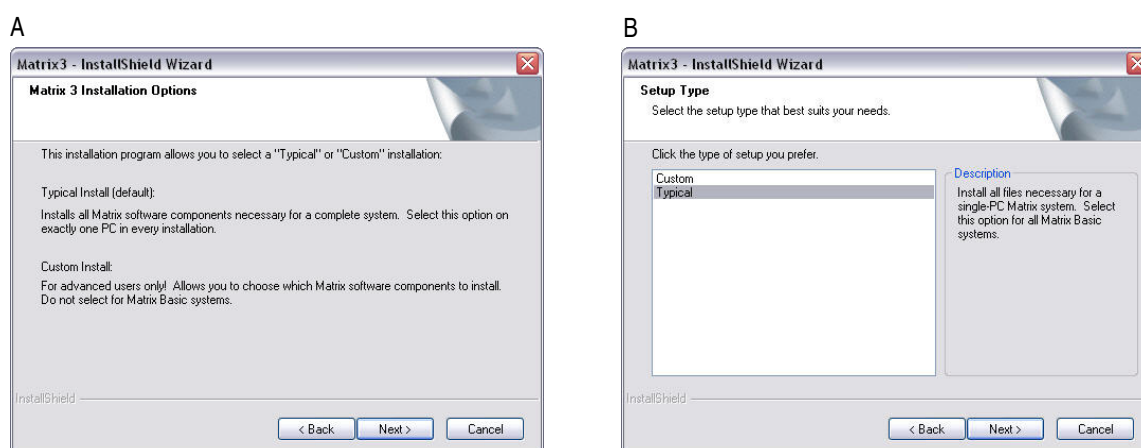 A
Matrix3 - InstallShield Wizard
Matrix 3 Installation Options
This installation program allows you to select a "Typical" or "Custom" installation:
Typical Install (default):
Installs all Matrix software components necessary for a complete system. Select this option on
exactly one PC in every installation.
Custom Install:
For advanced users only! Allows you to choose which Matrix software components to install.
Do not select for Matrix Basic systems.
InstallShield
< Back Next > Cancel
B
Matrix3 - InstallShield Wizard
Setup Type
Select the setup type that best suits your needs.
Click the type of setup you prefer.
Custom
Typical
Description
Install all files necessary for a
single-PC Matrix system. Select
this option for all Matrix Basic
systems.
InstallShield
< Back Next > Cancel